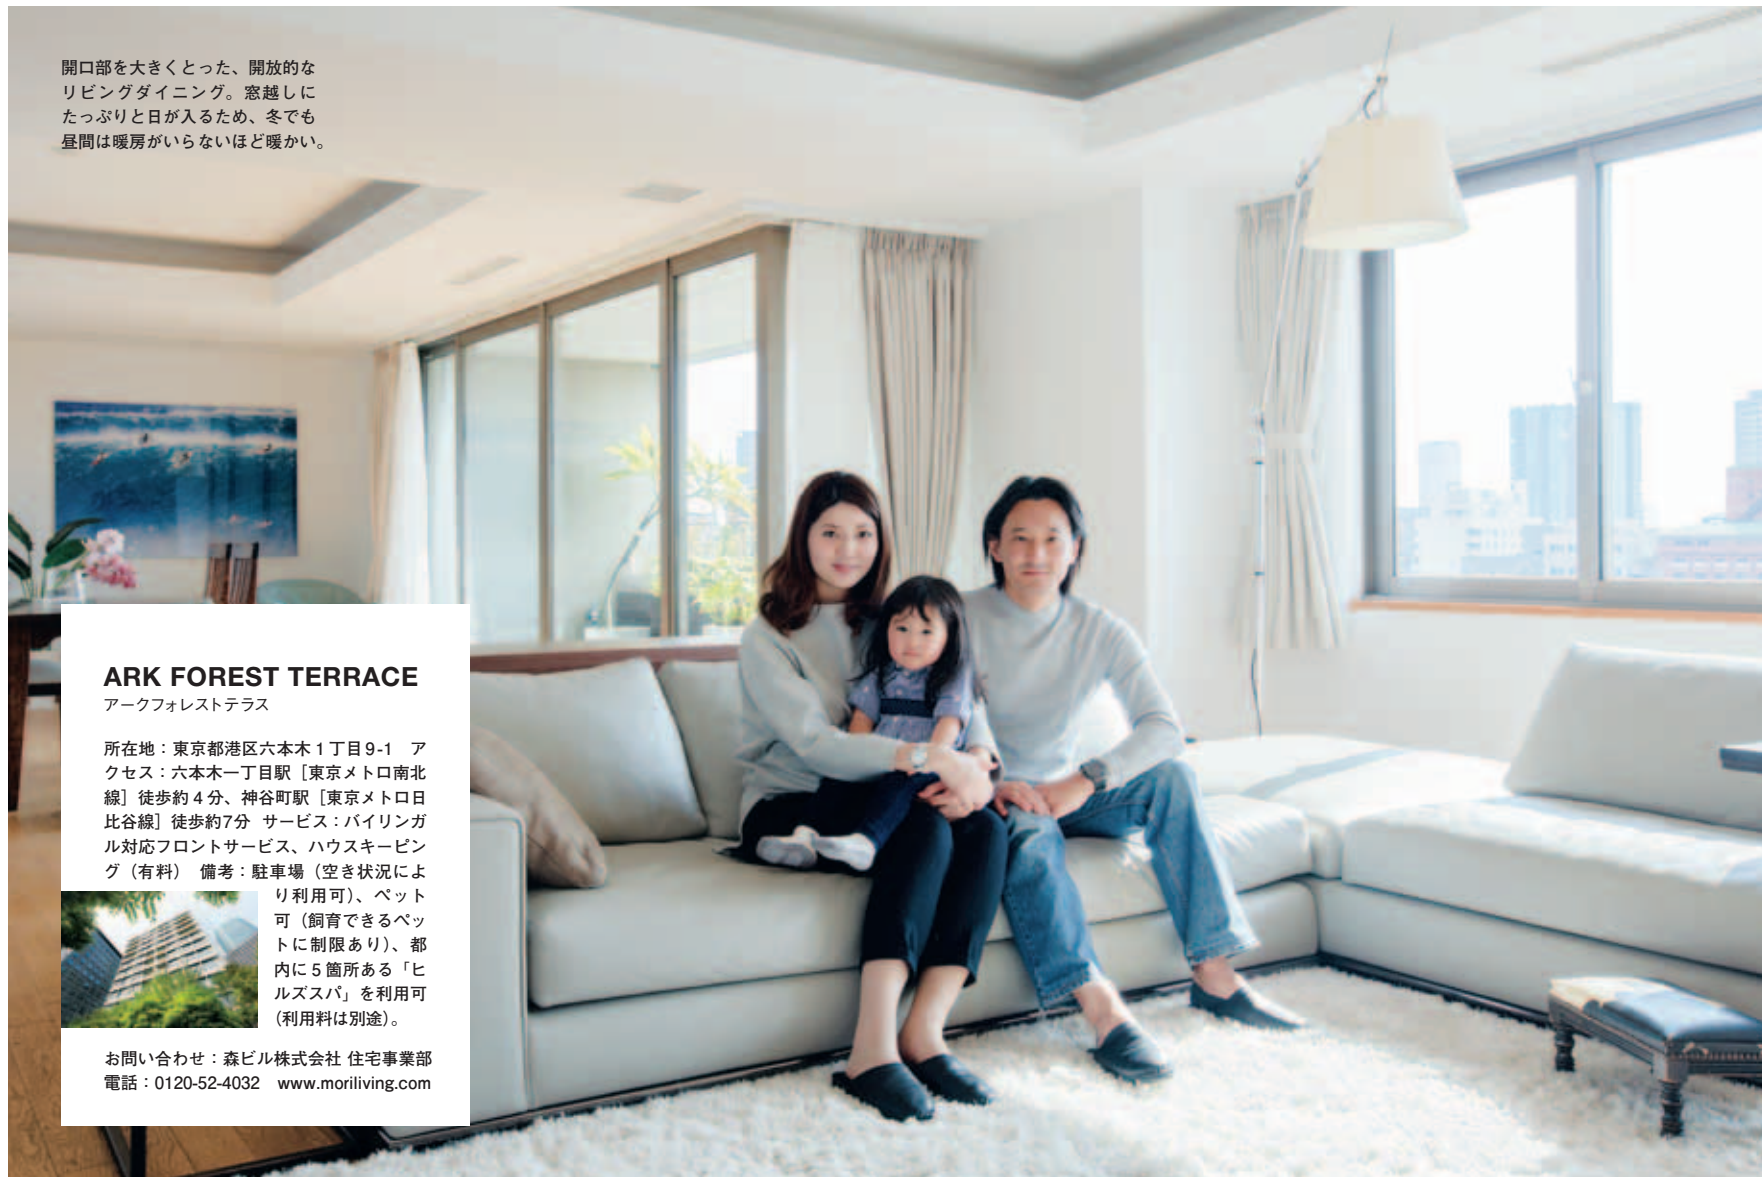 開口部を大きくとった、開放的な
リビングダイニング。窓越しに
たっぷりと日が入るため、冬でも
昼間は暖房がいらないほど暖かい。
ARK FOREST TERRACE
アークフォレストテラス
所在地：東京都港区六本木1丁目9-1　ア
クセス：六本木一丁目駅［東京メトロ南北
線］徒歩約4分、神谷町駅［東京メトロ日
比谷線］徒歩約7分　サービス：バイリンガ
ル対応フロントサービス、ハウスキーピン
グ（有料）　備考：駐車場（空き状況によ
り利用可）、ペット
可（飼育できるペッ
トに制限あり）、都
内に5箇所ある「ヒ
ルズスパ」を利用可
（利用料は別途）。
お問い合わせ：森ビル株式会社 住宅事業部
電話：0120-52-4032　www.moriliving.com